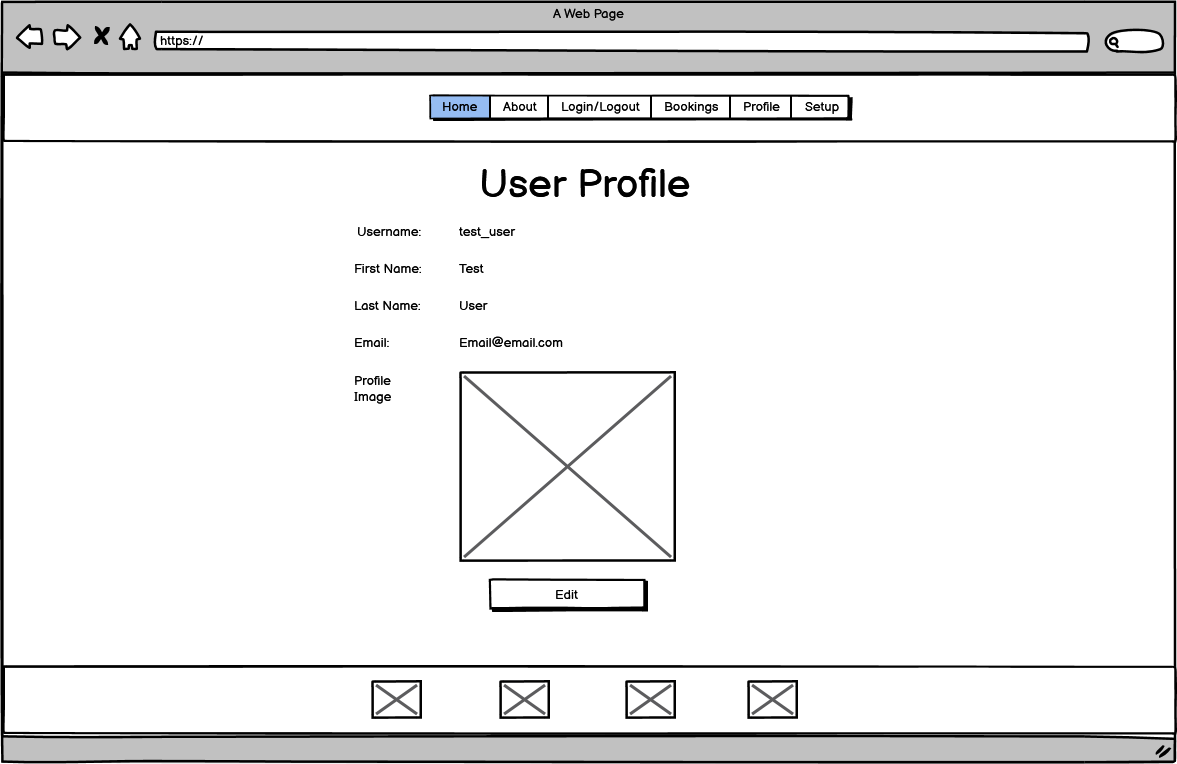 A Web Page
https://
Home About Login/Logout Bookings Profile Setup
User Profile
Username: test_user
First Name: Test
Last Name: User
Email: Email@email.com
Profile
Image
Edit